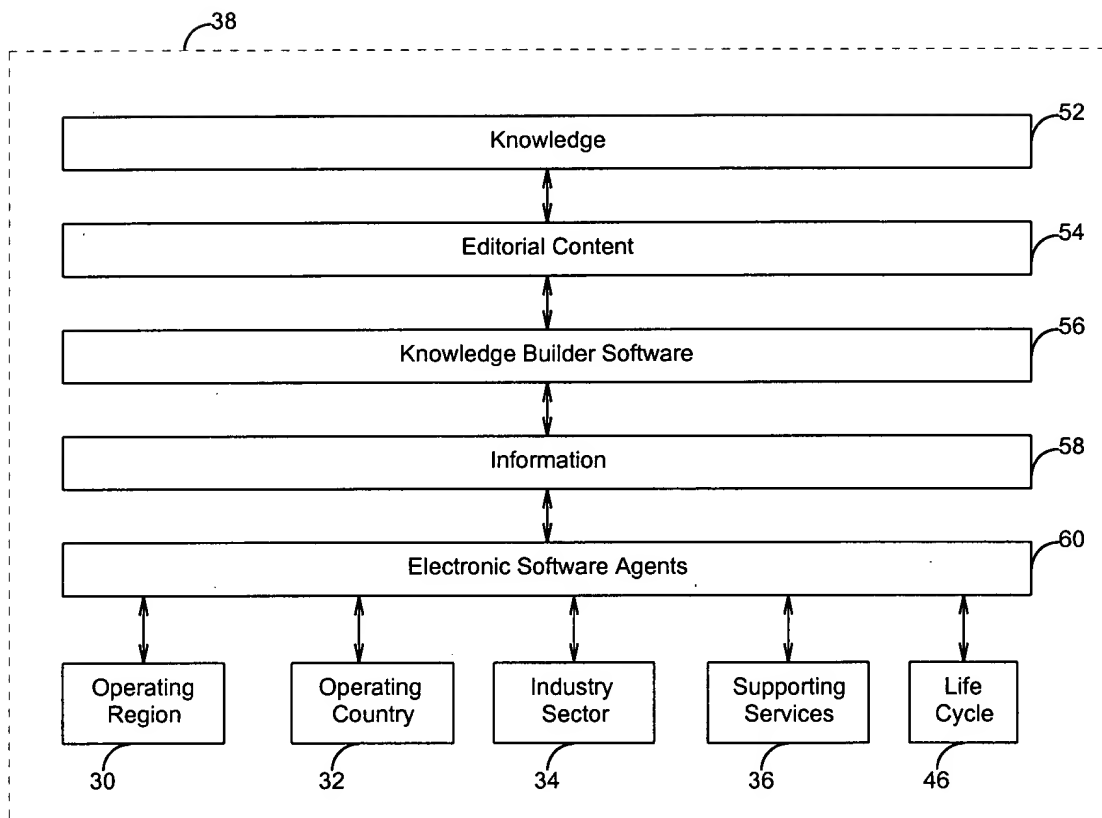 38
Knowledge
52
Editorial Content
54
Knowledge Builder Software
56
Information
58
Electronic Software Agents
60
Operating
Region
Operating
Country
Industry
Sector
Supporting
Services
Life
Cycle
30
32
34
36
46